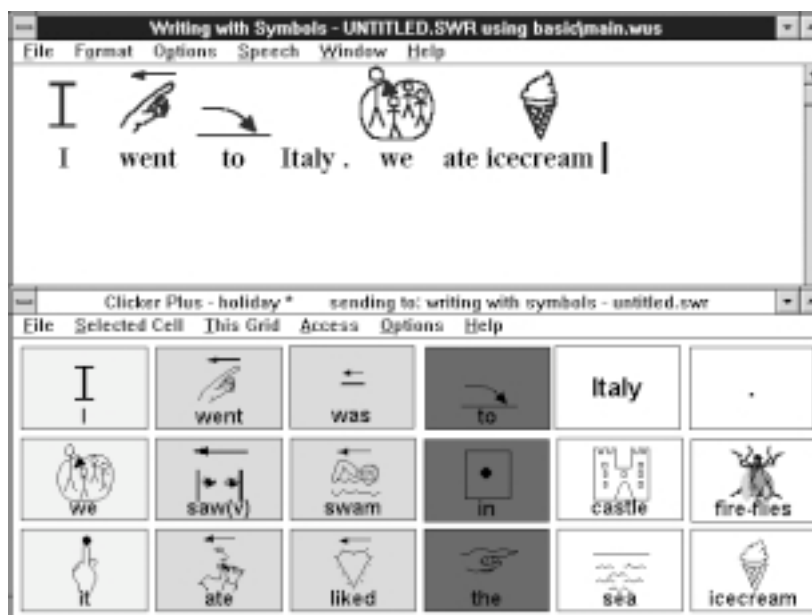 Writing with Symbols - UNTITLED.SWR using basic\main.wus
File Format Options Speech Window Help
I went to Italy . we ate icecream
Clicker Plus - holiday * sending to: writing with symbols - untitled.swr
File Selected Cell This Grid Access Options Help
I went was to Italy .
we saw(v) swam in castle fire-flies
it ate liked the sea icecream